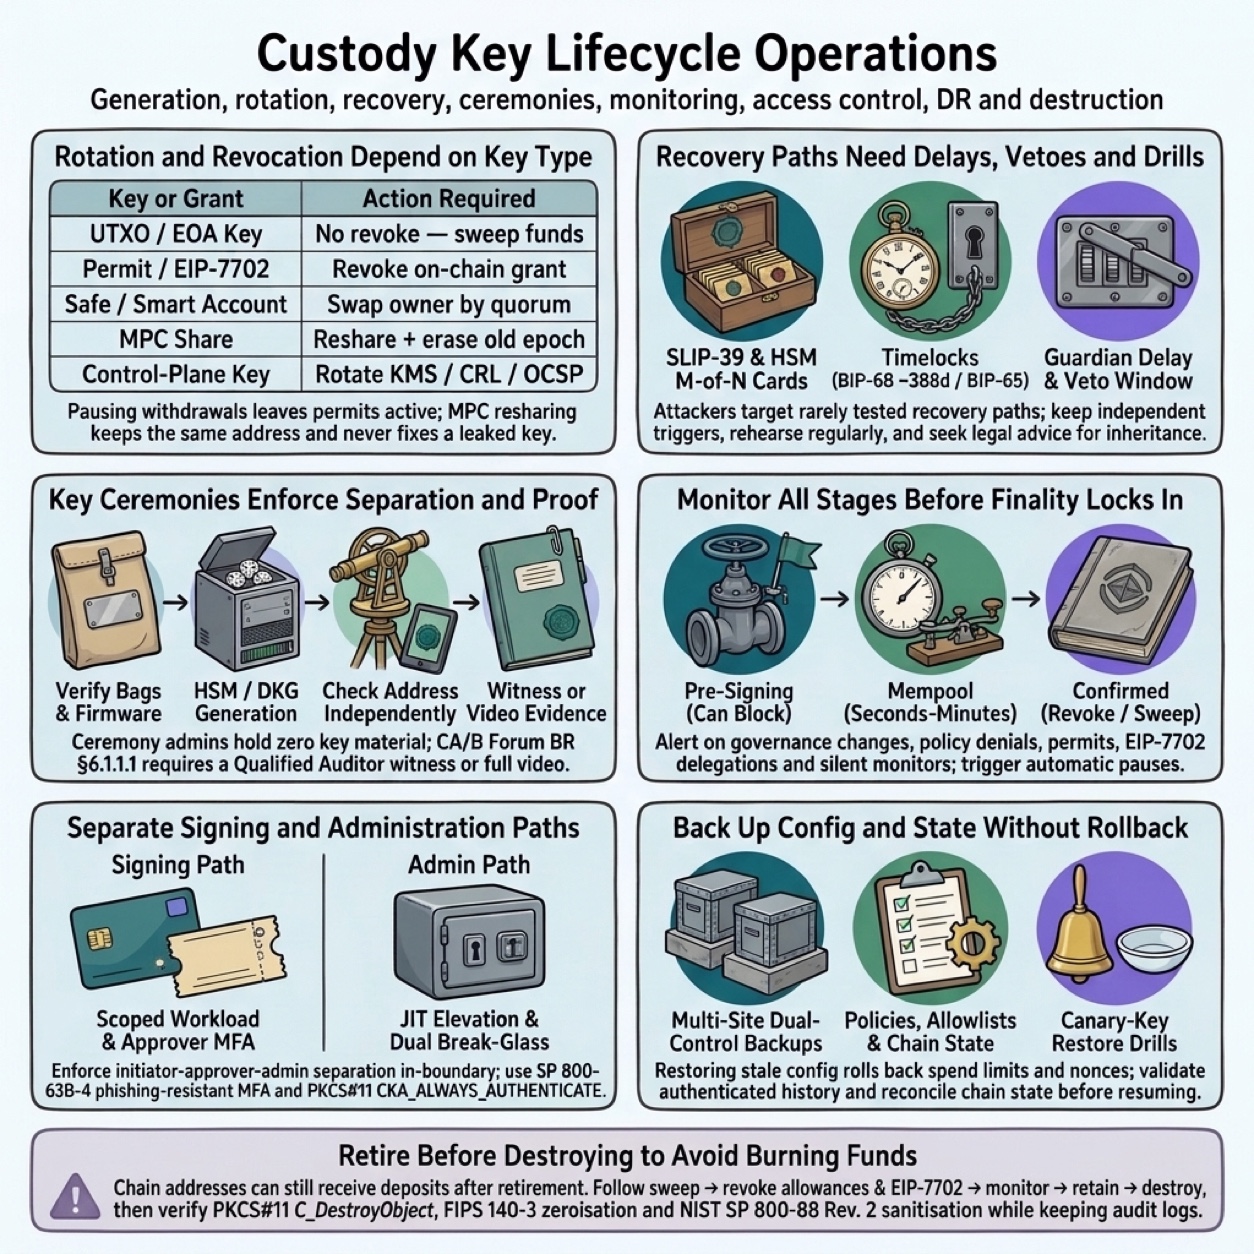 Custody Key Lifecycle Operations
Generation, rotation, recovery, ceremonies, monitoring, access control, DR and destruction
Rotation and Revocation Depend on Key Type
Key or Grant
Action Required
UTXO / EOA Key
No revoke — sweep funds
Permit / EIP-7702
Revoke on-chain grant
Safe / Smart Account
Swap owner by quorum
MPC Share
Reshare + erase old epoch
Control-Plane Key
Rotate KMS / CRL / OCSP
Pausing withdrawals leaves permits active; MPC resharing
keeps the same address and never fixes a leaked key.
Recovery Paths Need Delays, Vetoes and Drills
SLIP-39 & HSM
M-of-N Cards
Timelocks
(BIP-68 ~388d / BIP-65)
Guardian Delay
& Veto Window
Attackers target rarely tested recovery paths; keep independent
triggers, rehearse regularly, and seek legal advice for inheritance.
Key Ceremonies Enforce Separation and Proof
Verify Bags
& Firmware
HSM / DKG
Generation
Check Address
Independently
Witness or
Video Evidence
Ceremony admins hold zero key material; CA/B Forum BR
§6.1.1.1 requires a Qualified Auditor witness or full video.
Monitor All Stages Before Finality Locks In
Pre-Signing
(Can Block)
Mempool
(Seconds-Minutes)
Confirmed
(Revoke / Sweep)
Alert on governance changes, policy denials, permits, EIP-7702
delegations and silent monitors; trigger automatic pauses.
Separate Signing and Administration Paths
Signing Path
Scoped Workload
& Approver MFA
Admin Path
JIT Elevation &
Dual Break-Glass
Enforce initiator-approver-admin separation in-boundary; use SP 800-
63B-4 phishing-resistant MFA and PKCS#11 CKA_ALWAYS_AUTHENTICATE.
Back Up Config and State Without Rollback
Multi-Site Dual-
Control Backups
Policies, Allowlists
& Chain State
Canary-Key
Restore Drills
Restoring stale config rolls back spend limits and nonces; validate
authenticated history and reconcile chain state before resuming.
Retire Before Destroying to Avoid Burning Funds
Chain addresses can still receive deposits after retirement. Follow sweep → revoke allowances & EIP-7702 → monitor → retain → destroy,
then verify PKCS#11 C_DestroyObject, FIPS 140-3 zeroisation and NIST SP 800-88 Rev. 2 sanitisation while keeping audit logs.